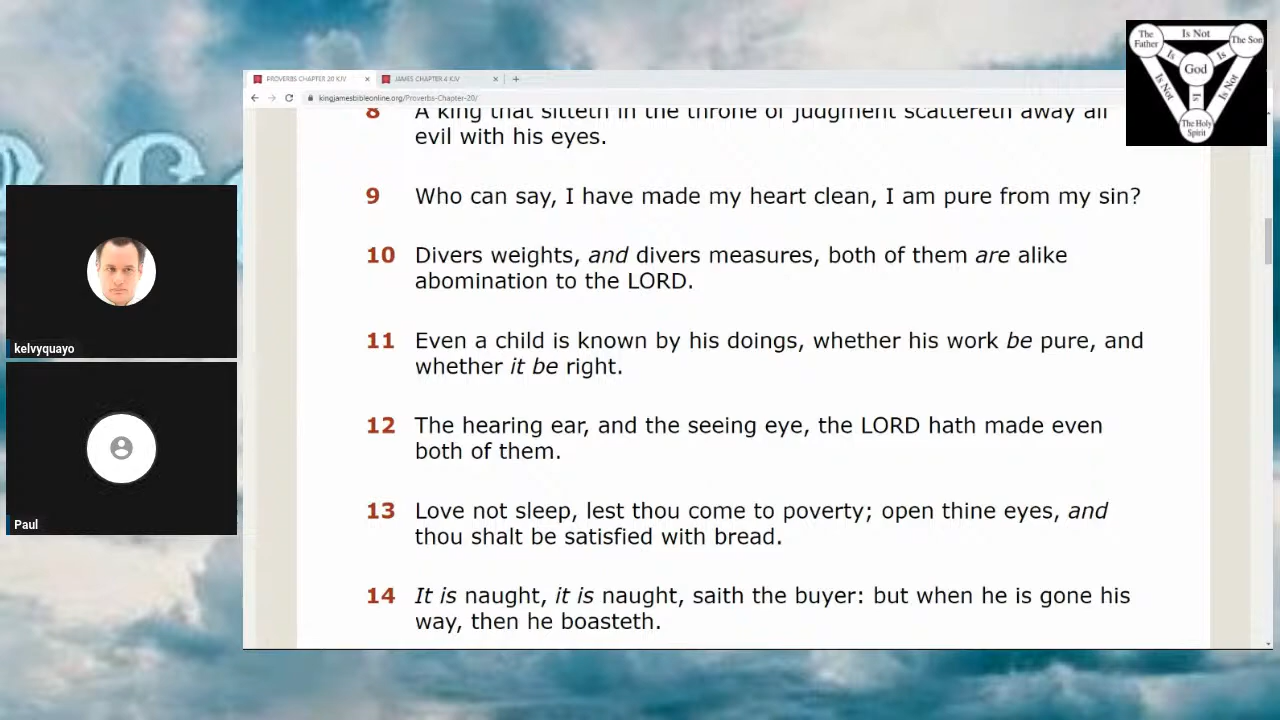 PROVERBS CHAPTER 20 KJV
JAMES CHAPTER 4 KJV
kingjamesbibleonline.org/Proverbs-Chapter-20/
The Father
Is Not
The Son
Is
Is
God
Is Not
Is
Is Not
The Holy Spirit
8 A king that sitteth in the throne of judgment scattereth away all
evil with his eyes.
9 Who can say, I have made my heart clean, I am pure from my sin?
10 Divers weights, and divers measures, both of them are alike
abomination to the LORD.
11 Even a child is known by his doings, whether his work be pure, and
whether it be right.
12 The hearing ear, and the seeing eye, the LORD hath made even
both of them.
13 Love not sleep, lest thou come to poverty; open thine eyes, and
thou shalt be satisfied with bread.
14 It is naught, it is naught, saith the buyer: but when he is gone his
way, then he boasteth.
kelvyquayo
Paul